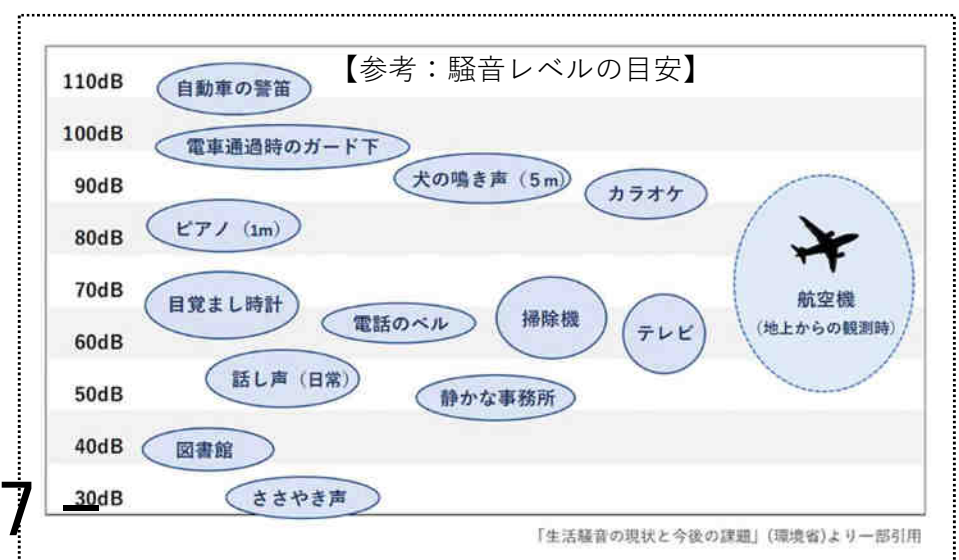 【参考：騒音レベルの目安】
110dB
自動車の警笛
100dB
電車通過時のガード下
90dB
犬の鳴き声（5m）
カラオケ
80dB
ピアノ（1m）
70dB
目覚まし時計
電話のベル
掃除機
テレビ
航空機
（地上からの観測時）
60dB
話し声（日常）
50dB
静かな事務所
40dB
図書館
30dB
ささやき声
7
「生活騒音の現状と今後の課題」（環境省）より一部引用